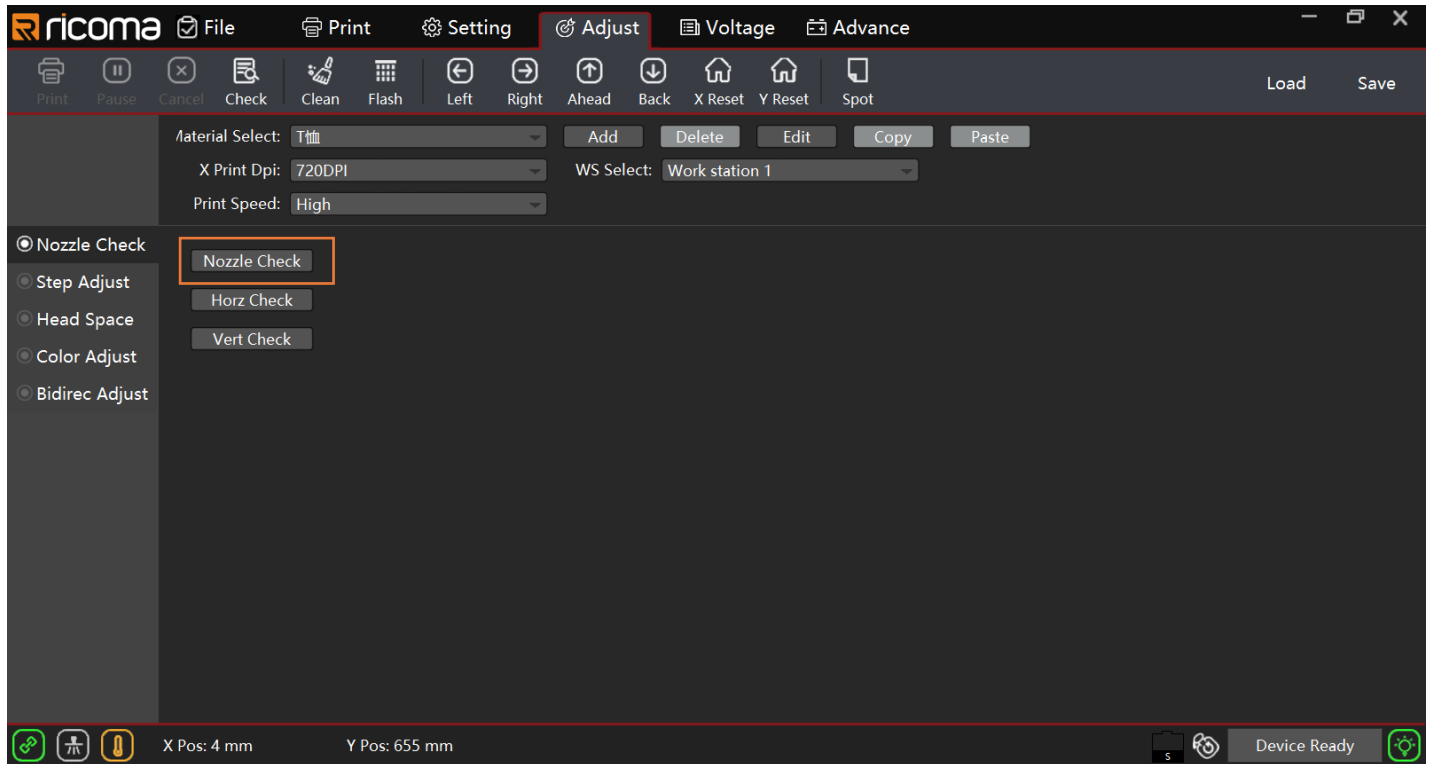 ricoma File Print Setting Adjust Voltage Advance
Print Pause Cancel Check Clean Flash Left Right Ahead Back X Reset Y Reset Spot Load Save
Material Select: T恤 Add Delete Edit Copy Paste
X Print Dpi: 720DPI WS Select: Work station 1
Print Speed: High
Nozzle Check
Step Adjust
Head Space
Color Adjust
Bidirec Adjust
Nozzle Check
Horz Check
Vert Check
X Pos: 4 mm Y Pos: 655 mm S Device Ready